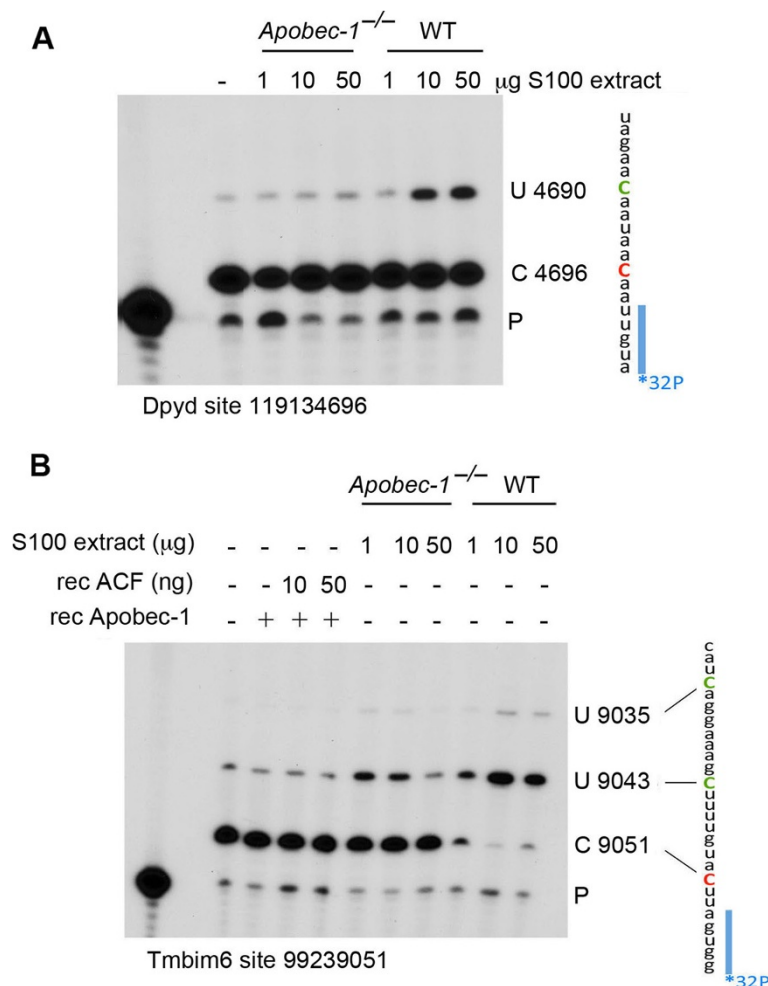 A
Apobec-1 –/– WT
- 1 10 50 1 10 50 μg S100 extract
U 4690
C 4696
P
uagaaCaauaaCaauugua
*32P
Dpyd site 119134696
B
Apobec-1 –/– WT
S100 extract (μg) - - - - 1 10 50 1 10 50
rec ACF (ng) - - 10 50 - - - - - -
rec Apobec-1 - + + + - - - - - -
U 9035
U 9043
C 9051
P
cauCaggaaagCuuuuguaCuuagugg
*32P
Tmbim6 site 99239051